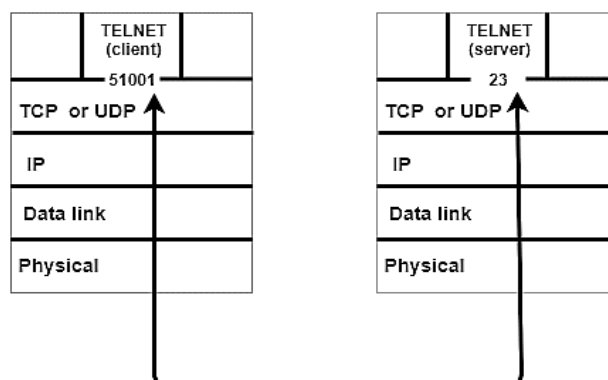 TELNET
(client)
51001
TCP or UDP
IP
Data link
Physical
TELNET
(server)
23
TCP or UDP
IP
Data link
Physical